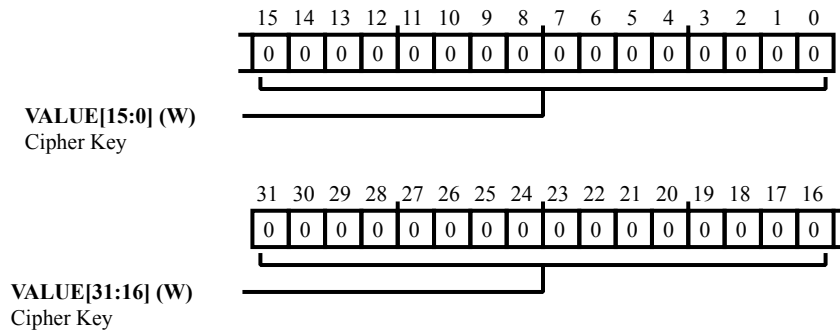 15 14 13 12 11 10 9 8 7 6 5 4 3 2 1 0
0 0 0 0 0 0 0 0 0 0 0 0 0 0 0 0
VALUE[15:0] (W)
Cipher Key
31 30 29 28 27 26 25 24 23 22 21 20 19 18 17 16
0 0 0 0 0 0 0 0 0 0 0 0 0 0 0 0
VALUE[31:16] (W)
Cipher Key